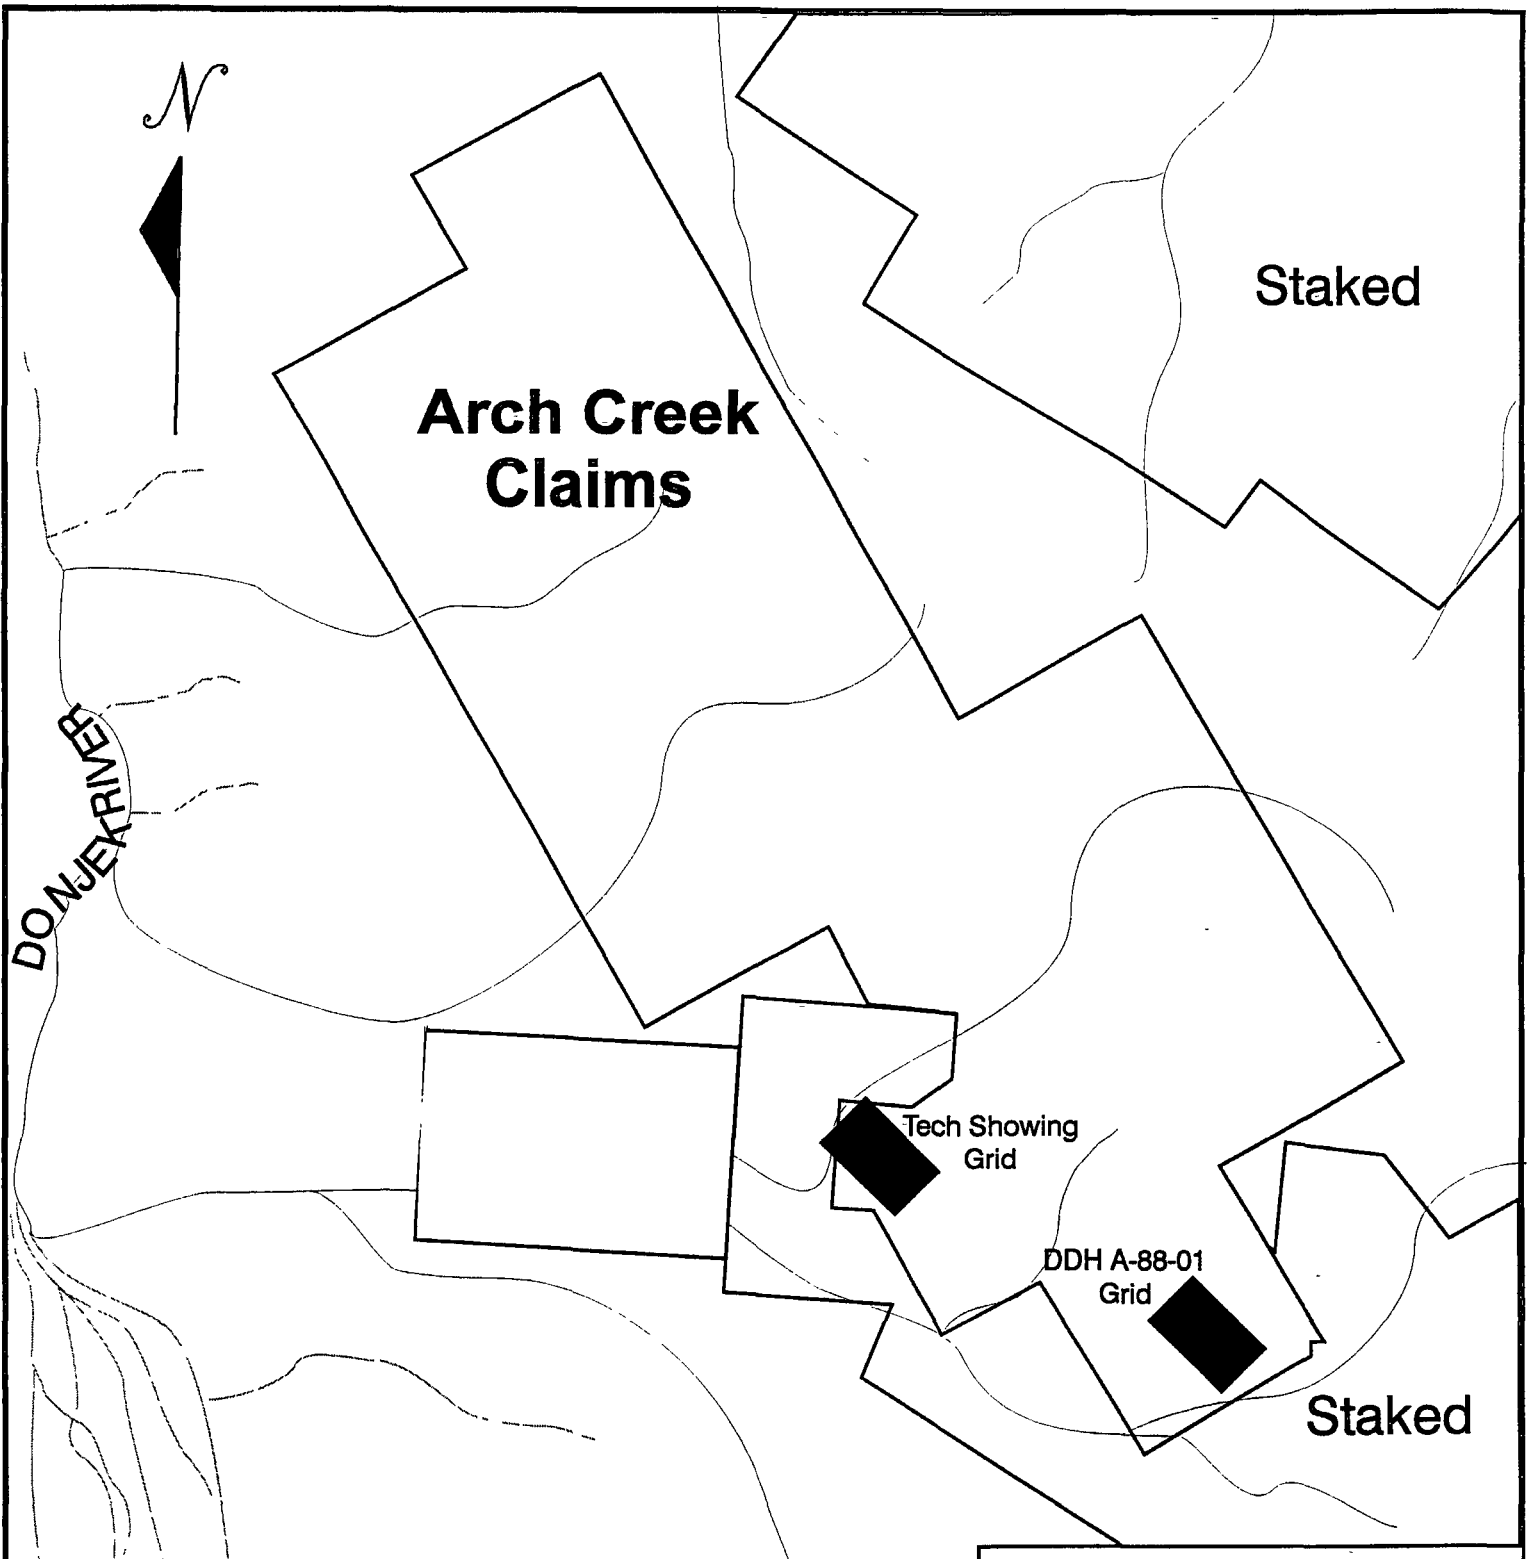 N
Staked
Arch Creek
Claims
DONJEK RIVER
Tech Showing
Grid
DDH A-88-01
Grid
Staked